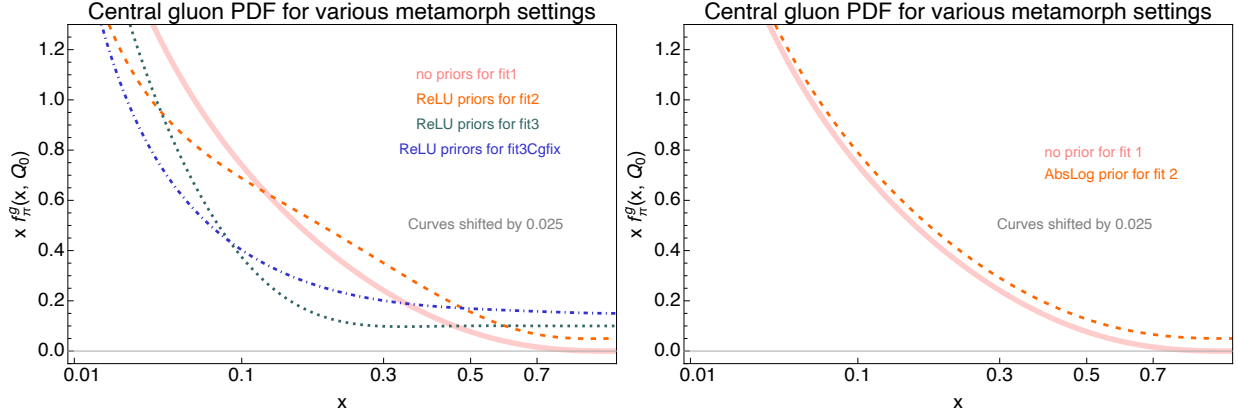 Central gluon PDF for various metamorph settings
x f_π^g(x, Q_0)
1.2
1.0
0.8
0.6
0.4
0.2
0.0
no priors for fit1
ReLU priors for fit2
ReLU priors for fit3
ReLU prirors for fit3Cgfix
Curves shifted by 0.025
0.01
0.1
0.3
0.5
0.7
x
Central gluon PDF for various metamorph settings
x f_π^g(x, Q_0)
1.2
1.0
0.8
0.6
0.4
0.2
0.0
no prior for fit 1
AbsLog prior for fit 2
Curves shifted by 0.025
0.01
0.1
0.3
0.5
0.7
x